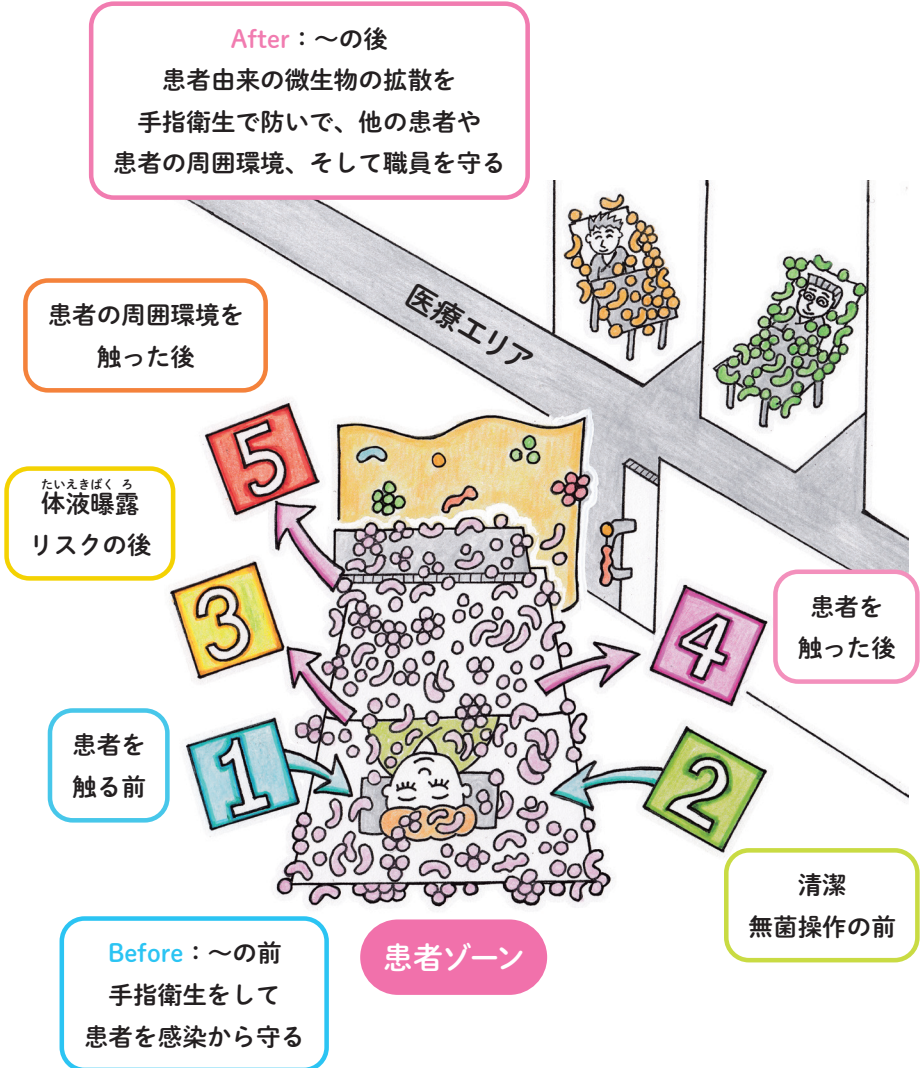 After：〜の後
患者由来の微生物の拡散を
手指衛生で防いで、他の患者や
患者の周囲環境、そして職員を守る
医療エリア
患者の周囲環境を
触った後
5
たいえきばくろ
体液曝露
リスクの後
3
4
患者を
触った後
患者を
触る前
1
2
清潔
無菌操作の前
患者ゾーン
Before：〜の前
手指衛生をして
患者を感染から守る